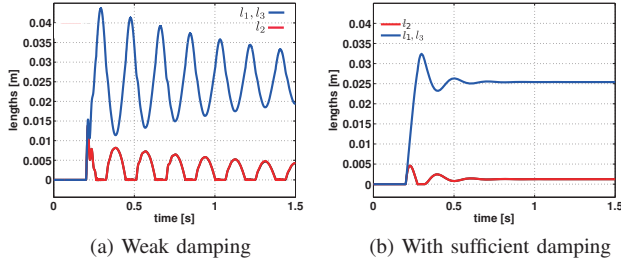 0.04
0.035
0.03
0.025
0.02
0.015
0.01
0.005
0
lengths [m]
l1, l3
l2
0 0.5 1 1.5
time [s]
(a) Weak damping
0.04
0.035
0.03
0.025
0.02
0.015
0.01
0.005
0
lengths [m]
l2
l1, l3
0 0.5 1 1.5
time [s]
(b) With sufficient damping